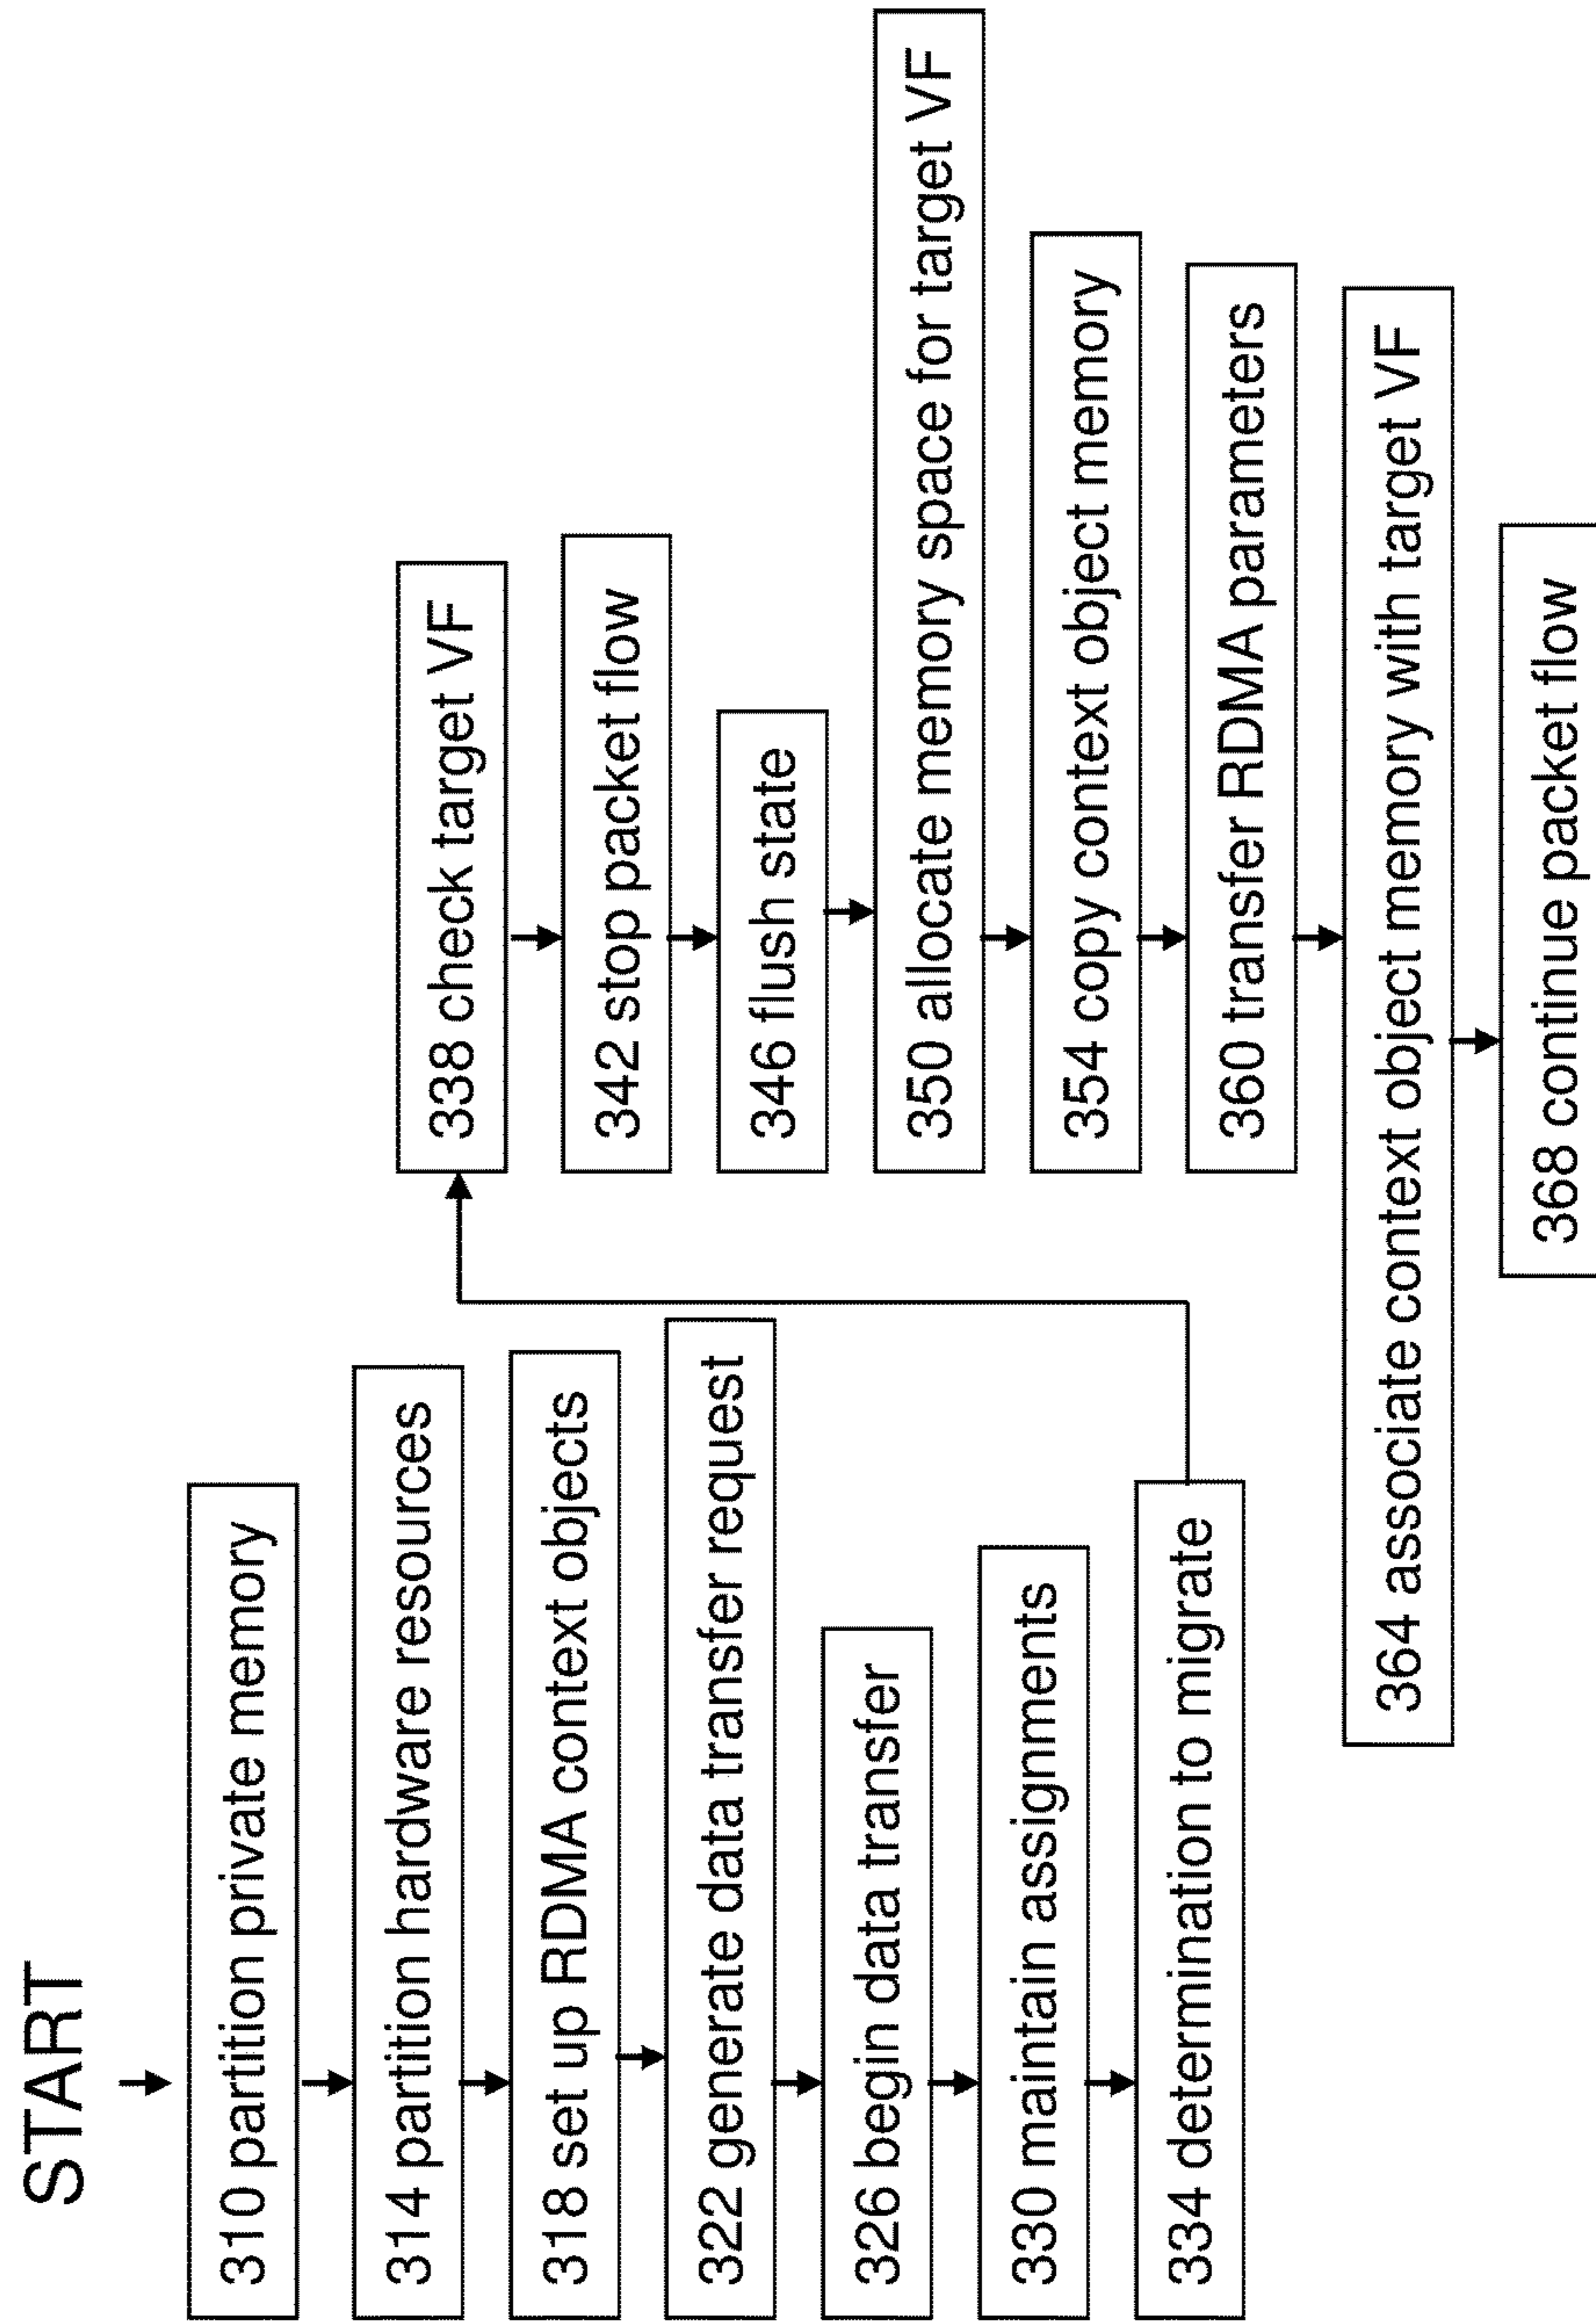 START
310 partition private memory
314 partition hardware resources
318 set up RDMA context objects
322 generate data transfer request
326 begin data transfer
330 maintain assignments
334 determination to migrate
338 check target VF
342 stop packet flow
346 flush state
350 allocate memory space for target VF
354 copy context object memory
360 transfer RDMA parameters
364 associate context object memory with target VF
368 continue packet flow